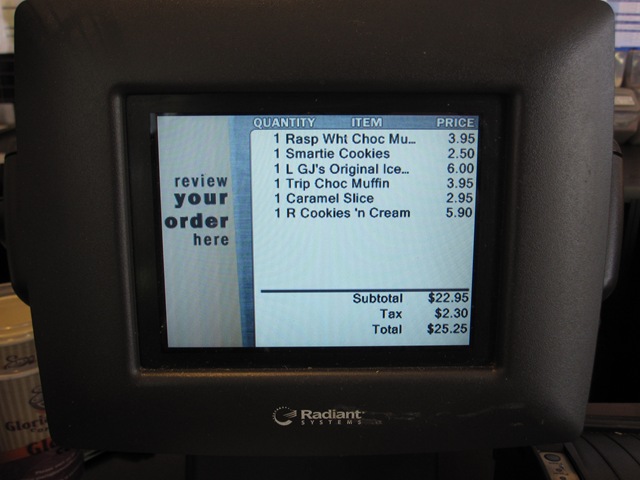 QUANTITY ITEM PRICE
1 Rasp Wht Choc Mu... 3.95
1 Smartie Cookies 2.50
1 L GJ's Original Ice... 6.00
1 Trip Choc Muffin 3.95
1 Caramel Slice 2.95
1 R Cookies 'n Cream 5.90
review
your
order
here
Subtotal $22.95
Tax $2.30
Total $25.25
Radiant
SYSTEMS